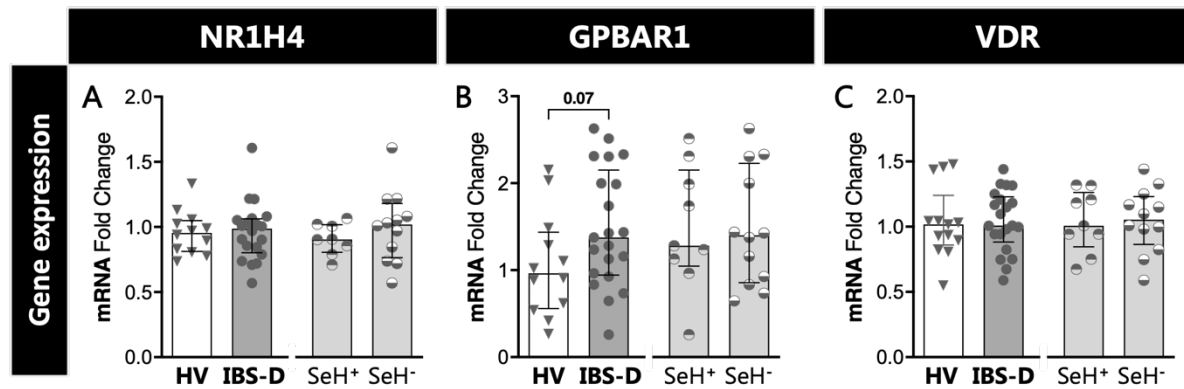 NR1H4 GPBAR1 VDR
Gene expression
A
mRNA Fold Change
2.0
1.5
1.0
0.5
0.0
HV IBS-D SeH⁺ SeH⁻
B
mRNA Fold Change
3
2
1
0
0.07
HV IBS-D SeH⁺ SeH⁻
C
mRNA Fold Change
2.0
1.5
1.0
0.5
0.0
HV IBS-D SeH⁺ SeH⁻